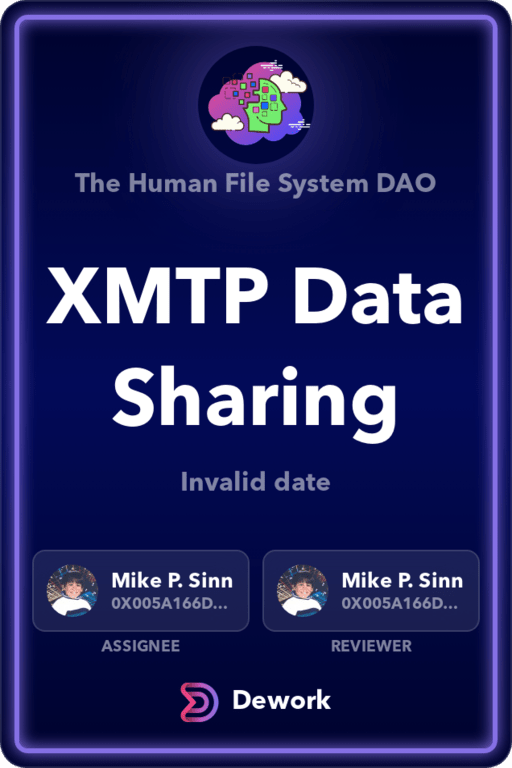 The Human File System DAO
XMTP Data
Sharing
Invalid date
Mike P. Sinn
0X005A166D...
ASSIGNEE
Mike P. Sinn
0X005A166D...
REVIEWER
Dework